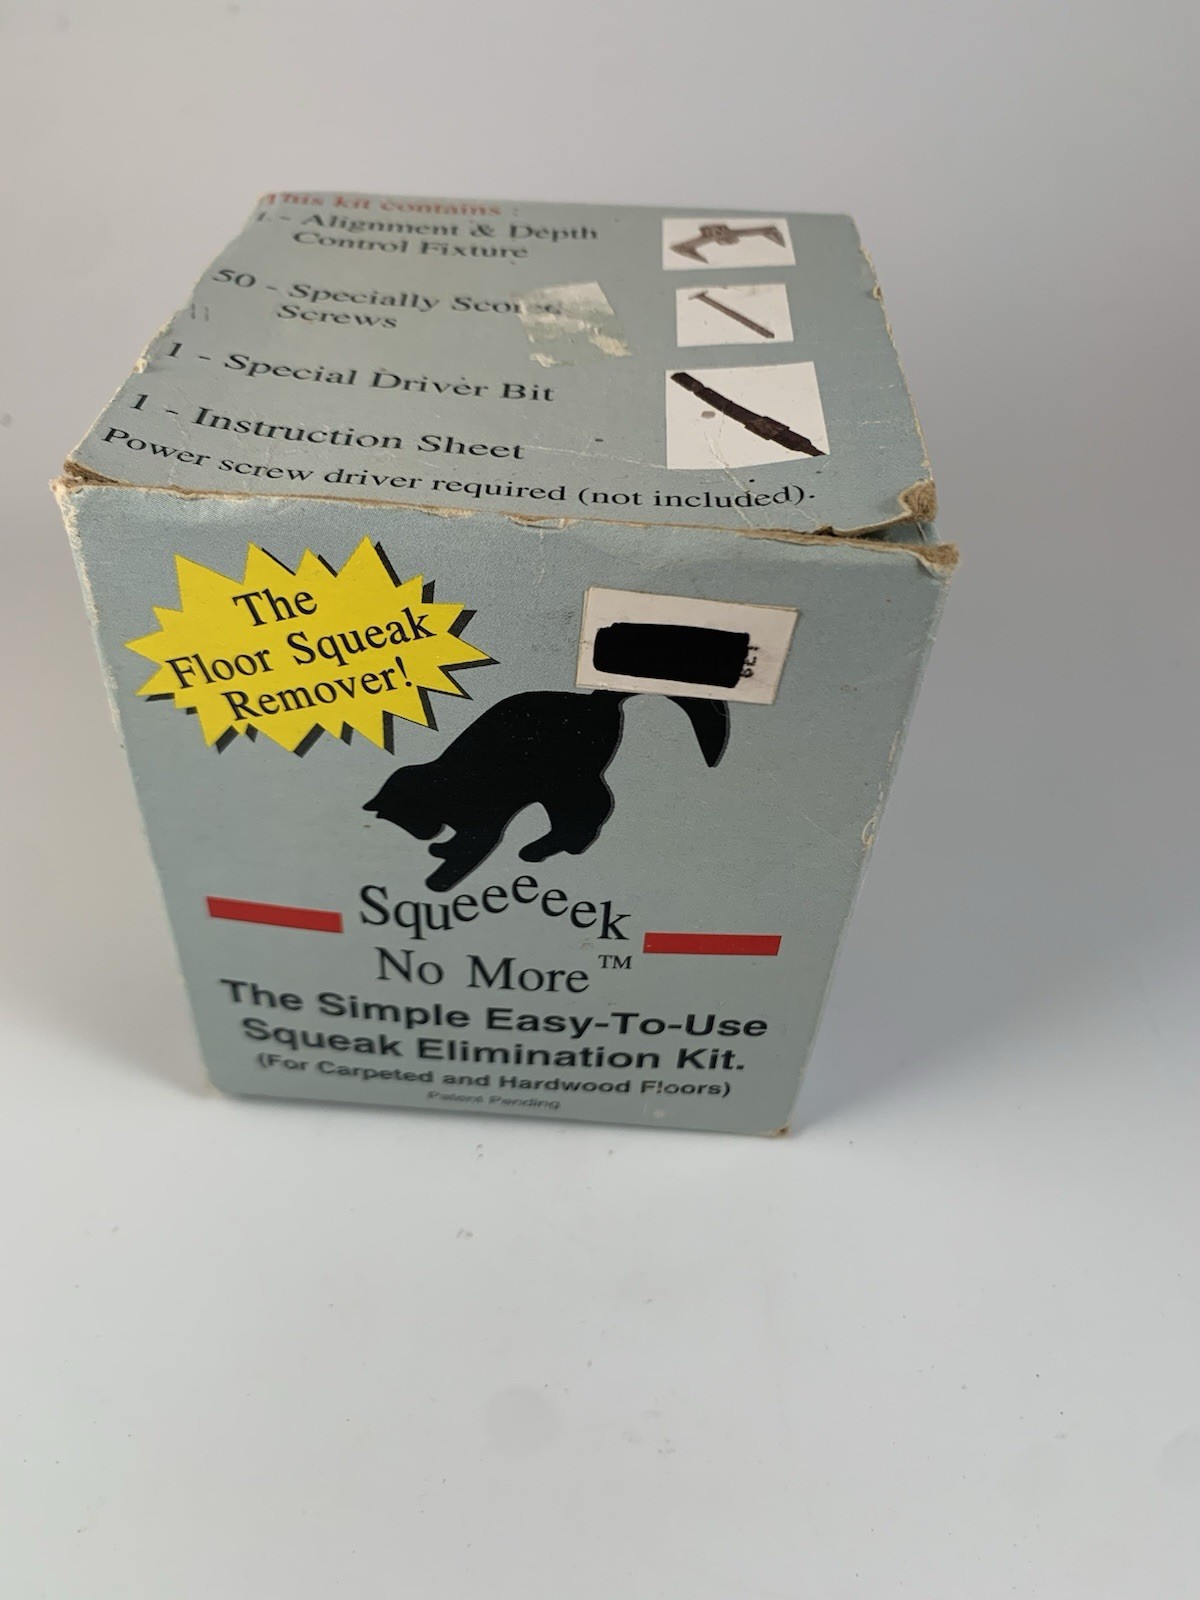 This kit contains :
1 - Alignment & Depth
Control Fixture
50 - Specially Scored
Screws
1 - Special Driver Bit
1 - Instruction Sheet
Power screw driver required (not included).
The
Floor Squeak
Remover!
Squeeeeeek
No More™
The Simple Easy-To-Use
Squeak Elimination Kit.
(For Carpeted and Hardwood Floors)
Patent Pending